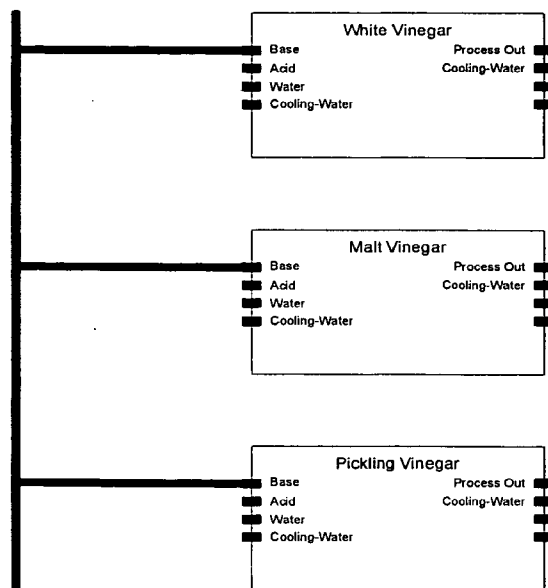 White Vinegar
Base Process Out
Acid Cooling-Water
Water
Cooling-Water
Malt Vinegar
Base Process Out
Acid Cooling-Water
Water
Cooling-Water
Pickling Vinegar
Base Process Out
Acid Cooling-Water
Water
Cooling-Water